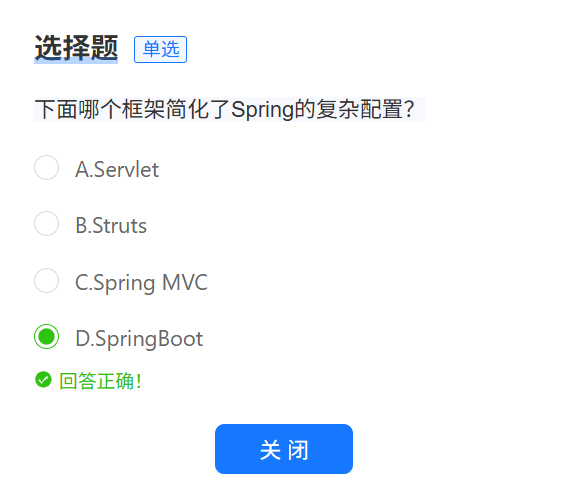 选择题 单选
下面哪个框架简化了Spring的复杂配置？
A.Servlet
B.Struts
C.Spring MVC
D.SpringBoot
回答正确！
关 闭